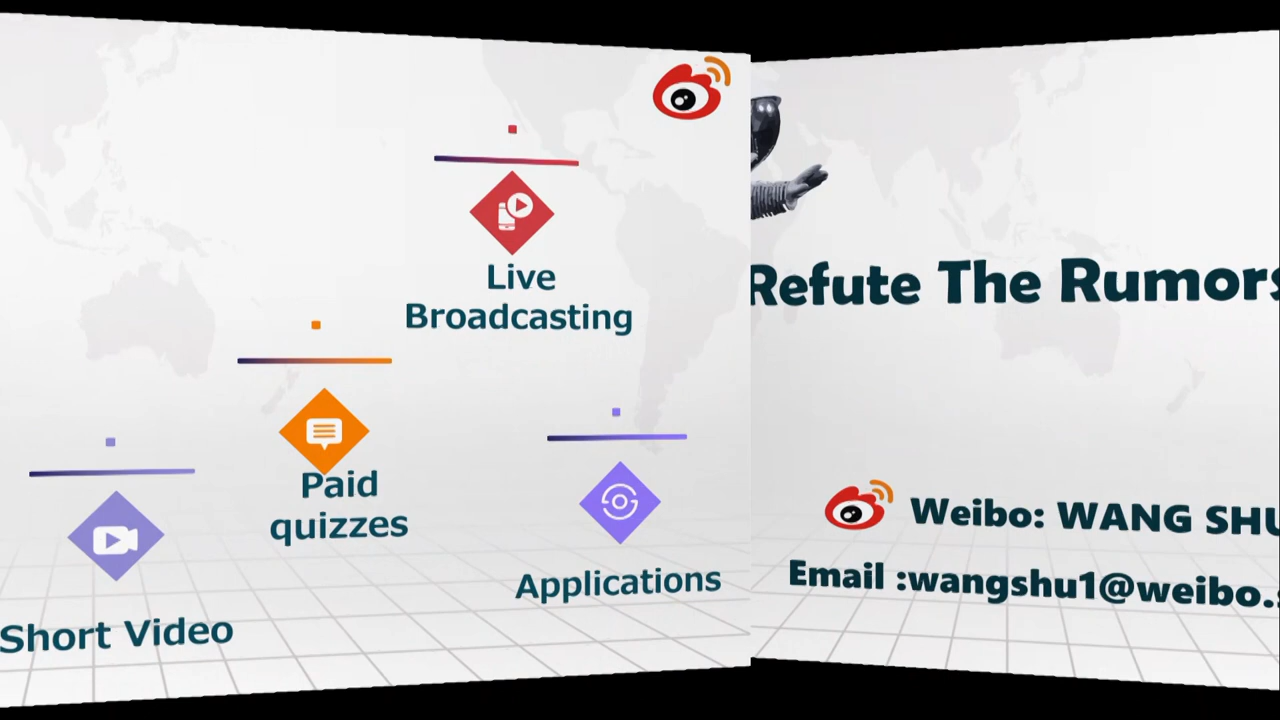 Live
Broadcasting
Paid
quizzes
Applications
Short Video
Refute The Rumors
Weibo: WANG SHU
Email :wangshu1@weibo.